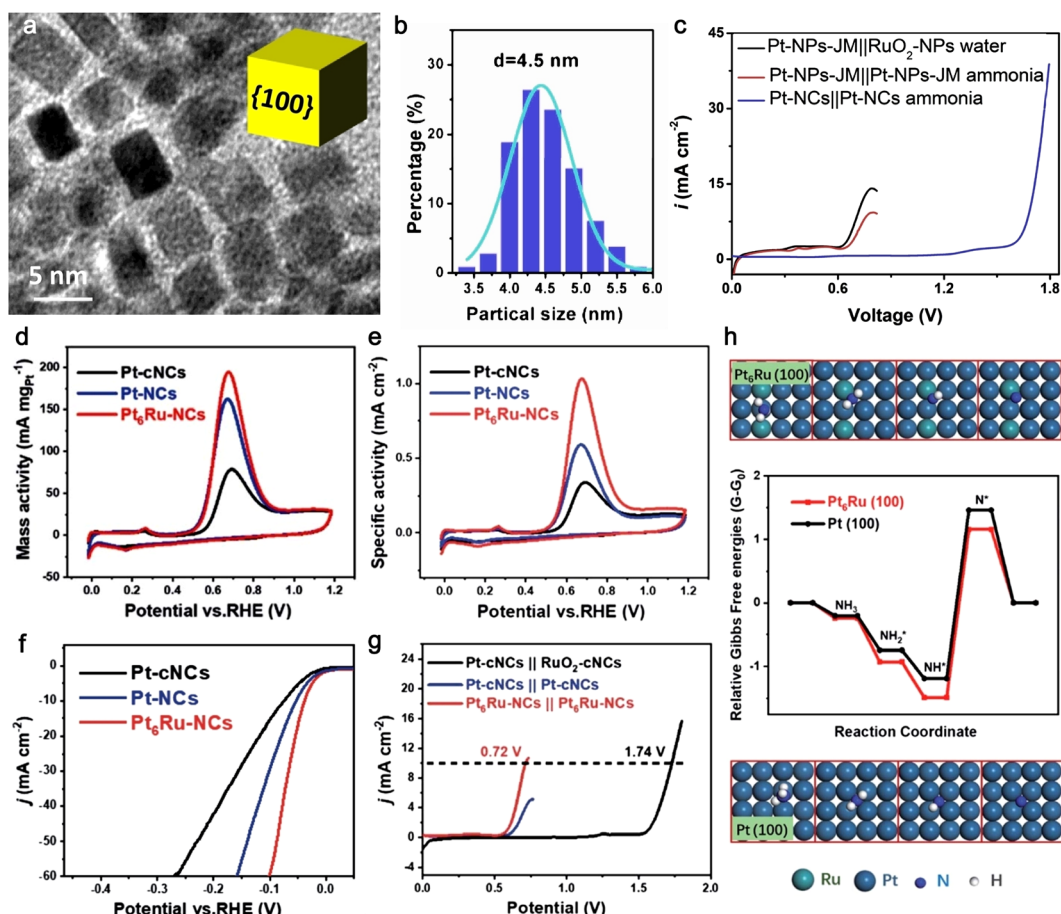 a
{100}
5 nm
b
d=4.5 nm
30
20
10
0
3.5 4.0 4.5 5.0 5.5 6.0
Percentage (%)
Partical size (nm)
c
Pt-NPs-JM||RuO₂-NPs water
Pt-NPs-JM||Pt-NPs-JM ammonia
Pt-NCs||Pt-NCs ammonia
45
30
15
0
0.0 0.6 1.2 1.8
i (mA cm⁻²)
Voltage (V)
d
Pt-cNCs
Pt-NCs
Pt₆Ru-NCs
200
150
100
50
0
-50
0.0 0.2 0.4 0.6 0.8 1.0 1.2
Mass activity (mA mgPt⁻¹)
Potential vs.RHE (V)
e
Pt-cNCs
Pt-NCs
Pt₆Ru-NCs
1.0
0.5
0.0
0.0 0.2 0.4 0.6 0.8 1.0 1.2
Specific activity (mA cm⁻²)
Potential vs.RHE (V)
f
Pt-cNCs
Pt-NCs
Pt₆Ru-NCs
0
-10
-20
-30
-40
-50
-60
-0.4 -0.3 -0.2 -0.1 0.0
j (mA cm⁻²)
Potential vs.RHE (V)
g
Pt-cNCs || RuO₂-cNCs
Pt-cNCs || Pt-cNCs
Pt₆Ru-NCs || Pt₆Ru-NCs
0.72 V 1.74 V
24
20
16
12
8
4
0
-4
0.0 0.5 1.0 1.5 2.0
j (mA cm⁻²)
Potential (V)
h
Pt₆Ru (100)
Pt₆Ru (100)
Pt (100)
N*
NH₃
NH₂*
NH*
2
1
0
-1
Relative Gibbs Free energies (G-G₀)
Reaction Coordinate
Pt (100)
Ru Pt N H